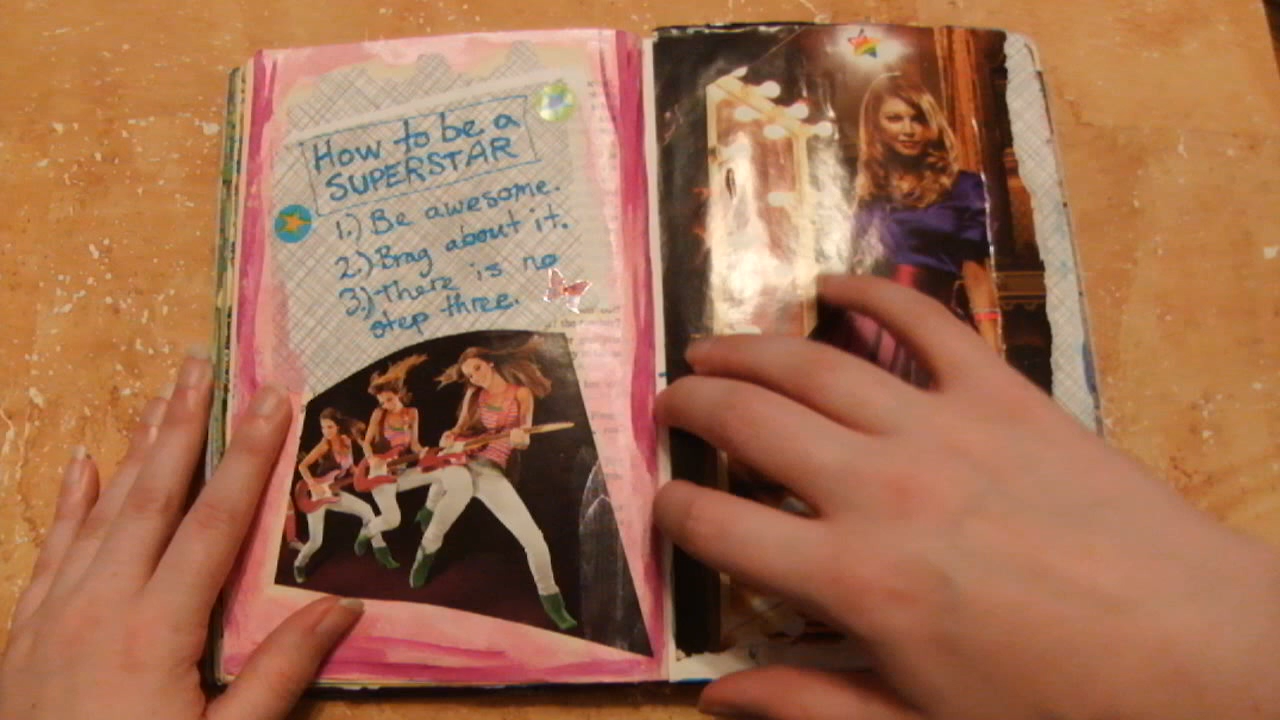 How to be a
SUPERSTAR
1.) Be awesome.
2.) Brag about it.
3.) There is no
step three.